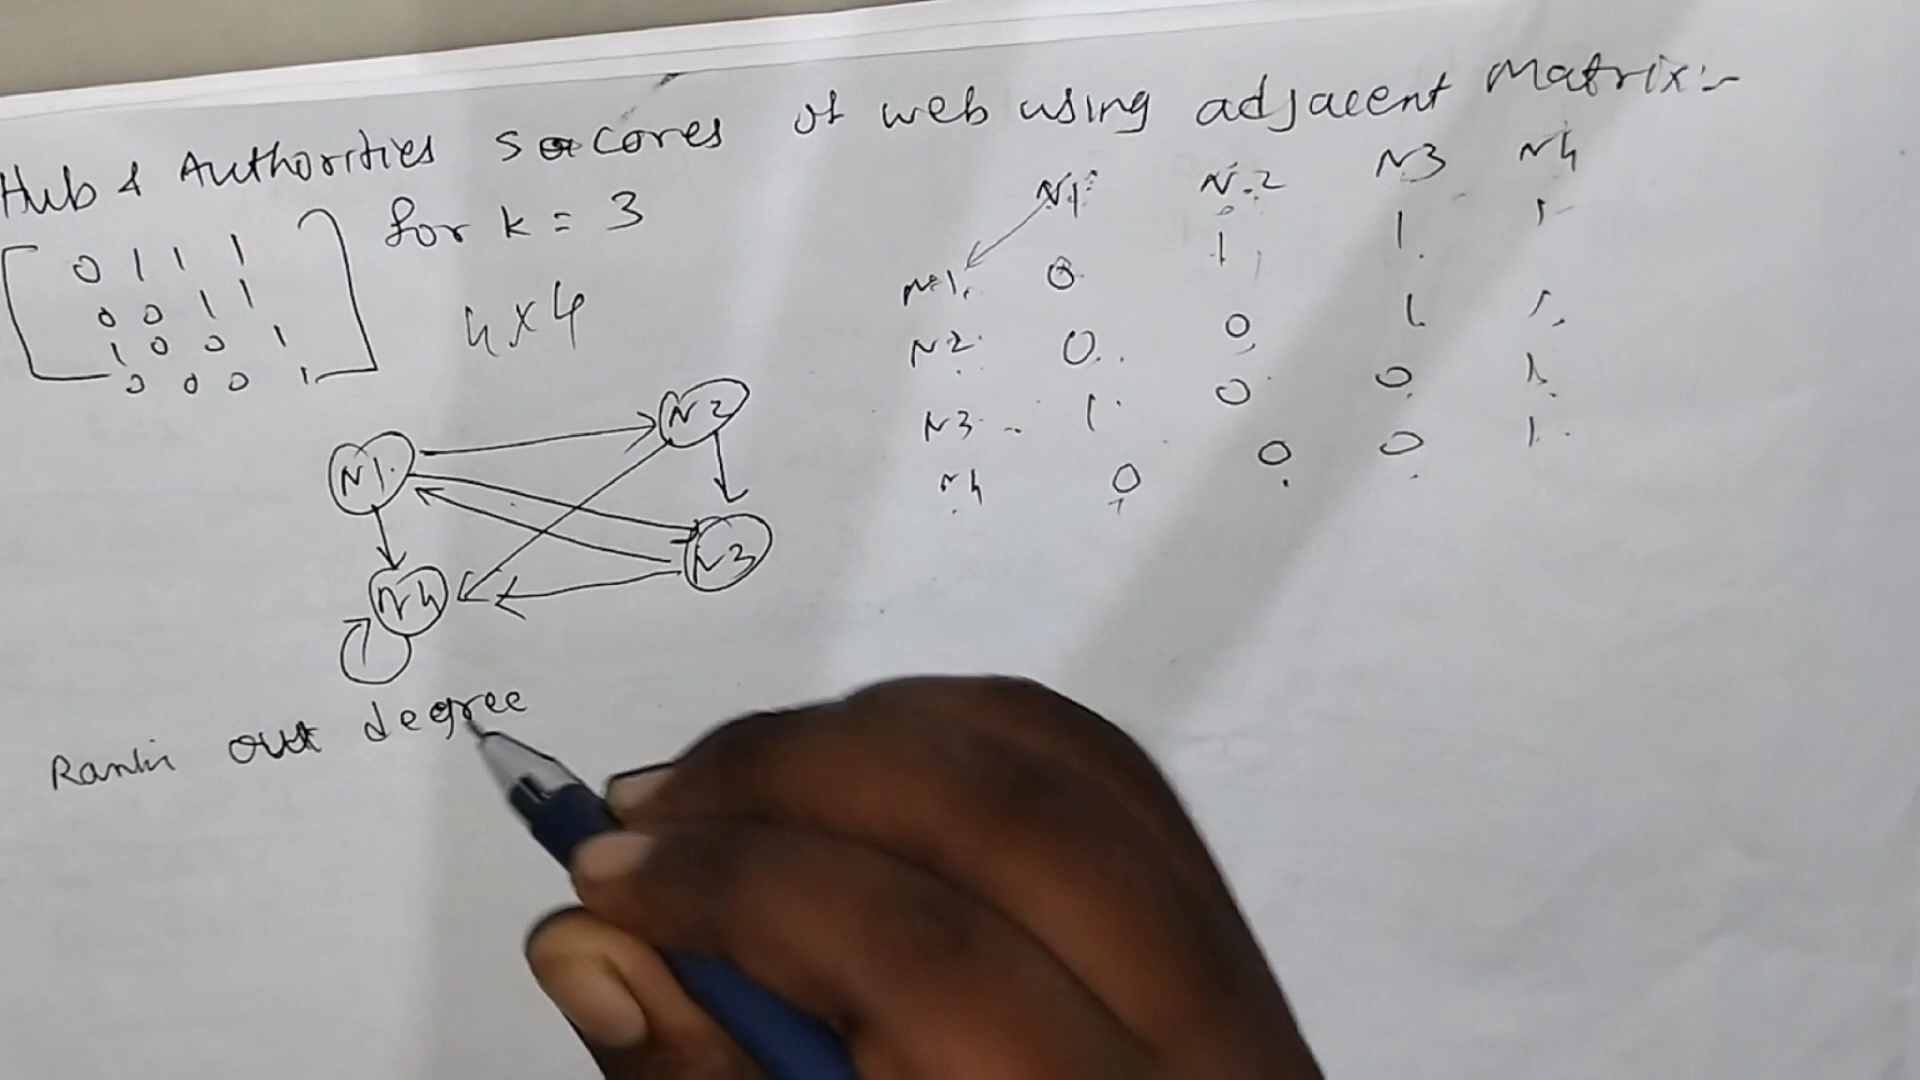 Hub & Authorities Scores of web using adjacent Matrix:-
for k = 3
0 1 1 1
0 0 1 1
1 0 0 1
0 0 0 1
4x4
N1 N2 N3 N4
N1 0 1 1 1
N2 0 0 1 1
N3 1 0 0 1
N4 0 0 0 1
N1
N2
N3
N4
out degree